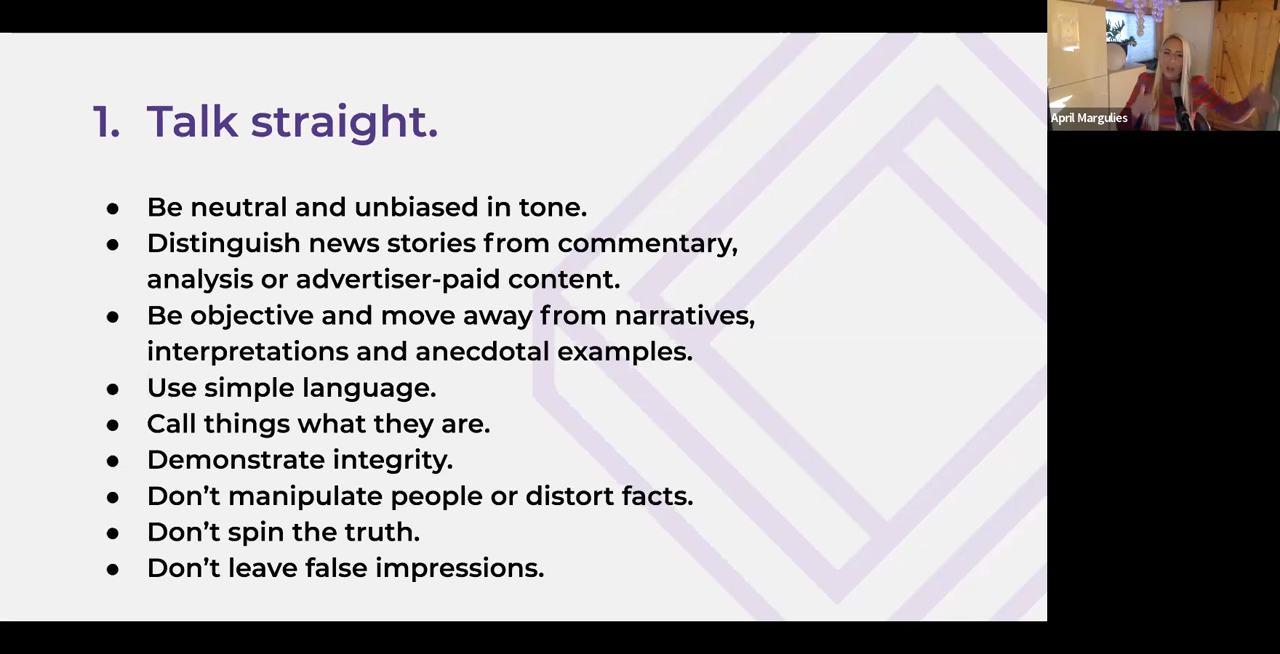 1. Talk straight.
● Be neutral and unbiased in tone.
● Distinguish news stories from commentary,
analysis or advertiser-paid content.
● Be objective and move away from narratives,
interpretations and anecdotal examples.
● Use simple language.
● Call things what they are.
● Demonstrate integrity.
● Don’t manipulate people or distort facts.
● Don’t spin the truth.
● Don’t leave false impressions.
April Margulies